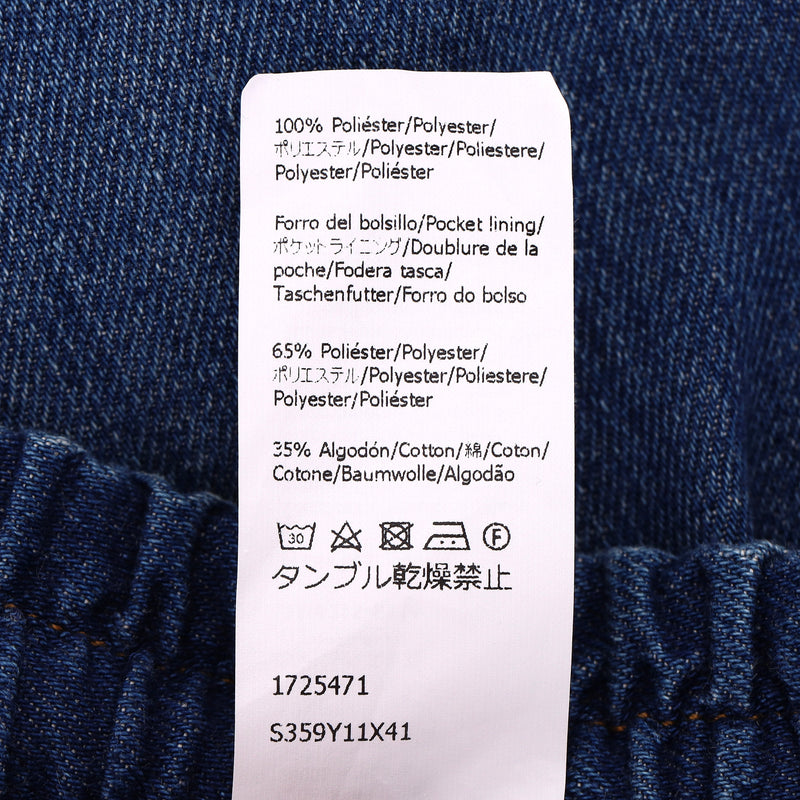 100% Poliéster/Polyester/
ポリエステル/Polyester/Poliestere/
Polyester/Poliéster
Forro del bolsillo/Pocket lining/
ポケットライニング/Doublure de la
poche/Fodera tasca/
Taschenfutter/Forro do bolso
65% Poliéster/Polyester/
ポリエステル/Polyester/Poliestere/
Polyester/Poliéster
35% Algodón/Cotton/綿/Coton/
Cotone/Baumwolle/Algodão
30 F
タンブル乾燥禁止
1725471
S359Y11X41